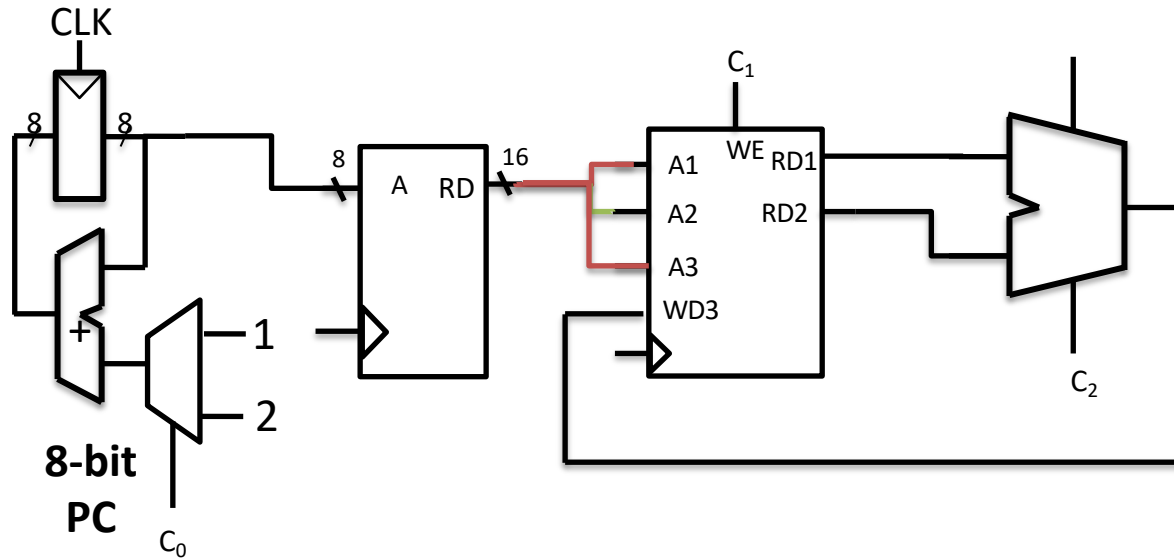 CLK
8
8
+
1
2
8-bit
PC
C₀
8
A
RD
16
C₁
WE
A1
A2
A3
WD3
RD1
RD2
C₂